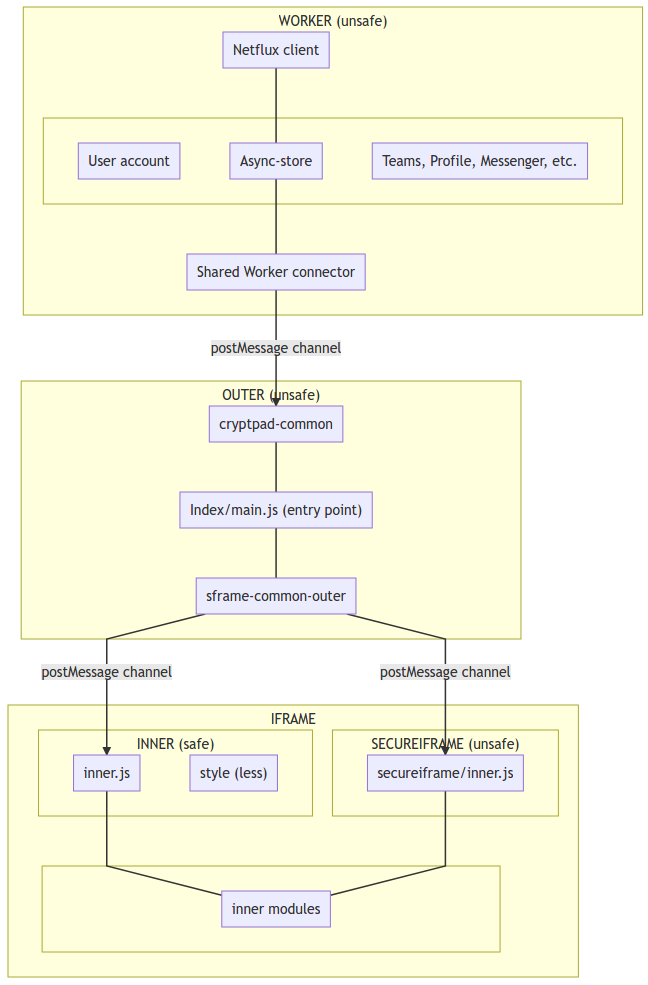 WORKER (unsafe)
Netflux client
User account
Async-store
Teams, Profile, Messenger, etc.
Shared Worker connector
postMessage channel
OUTER (unsafe)
cryptpad-common
Index/main.js (entry point)
sframe-common-outer
postMessage channel
postMessage channel
IFRAME
INNER (safe)
SECUREIFRAME (unsafe)
inner.js
style (less)
secureiframe/inner.js
inner modules